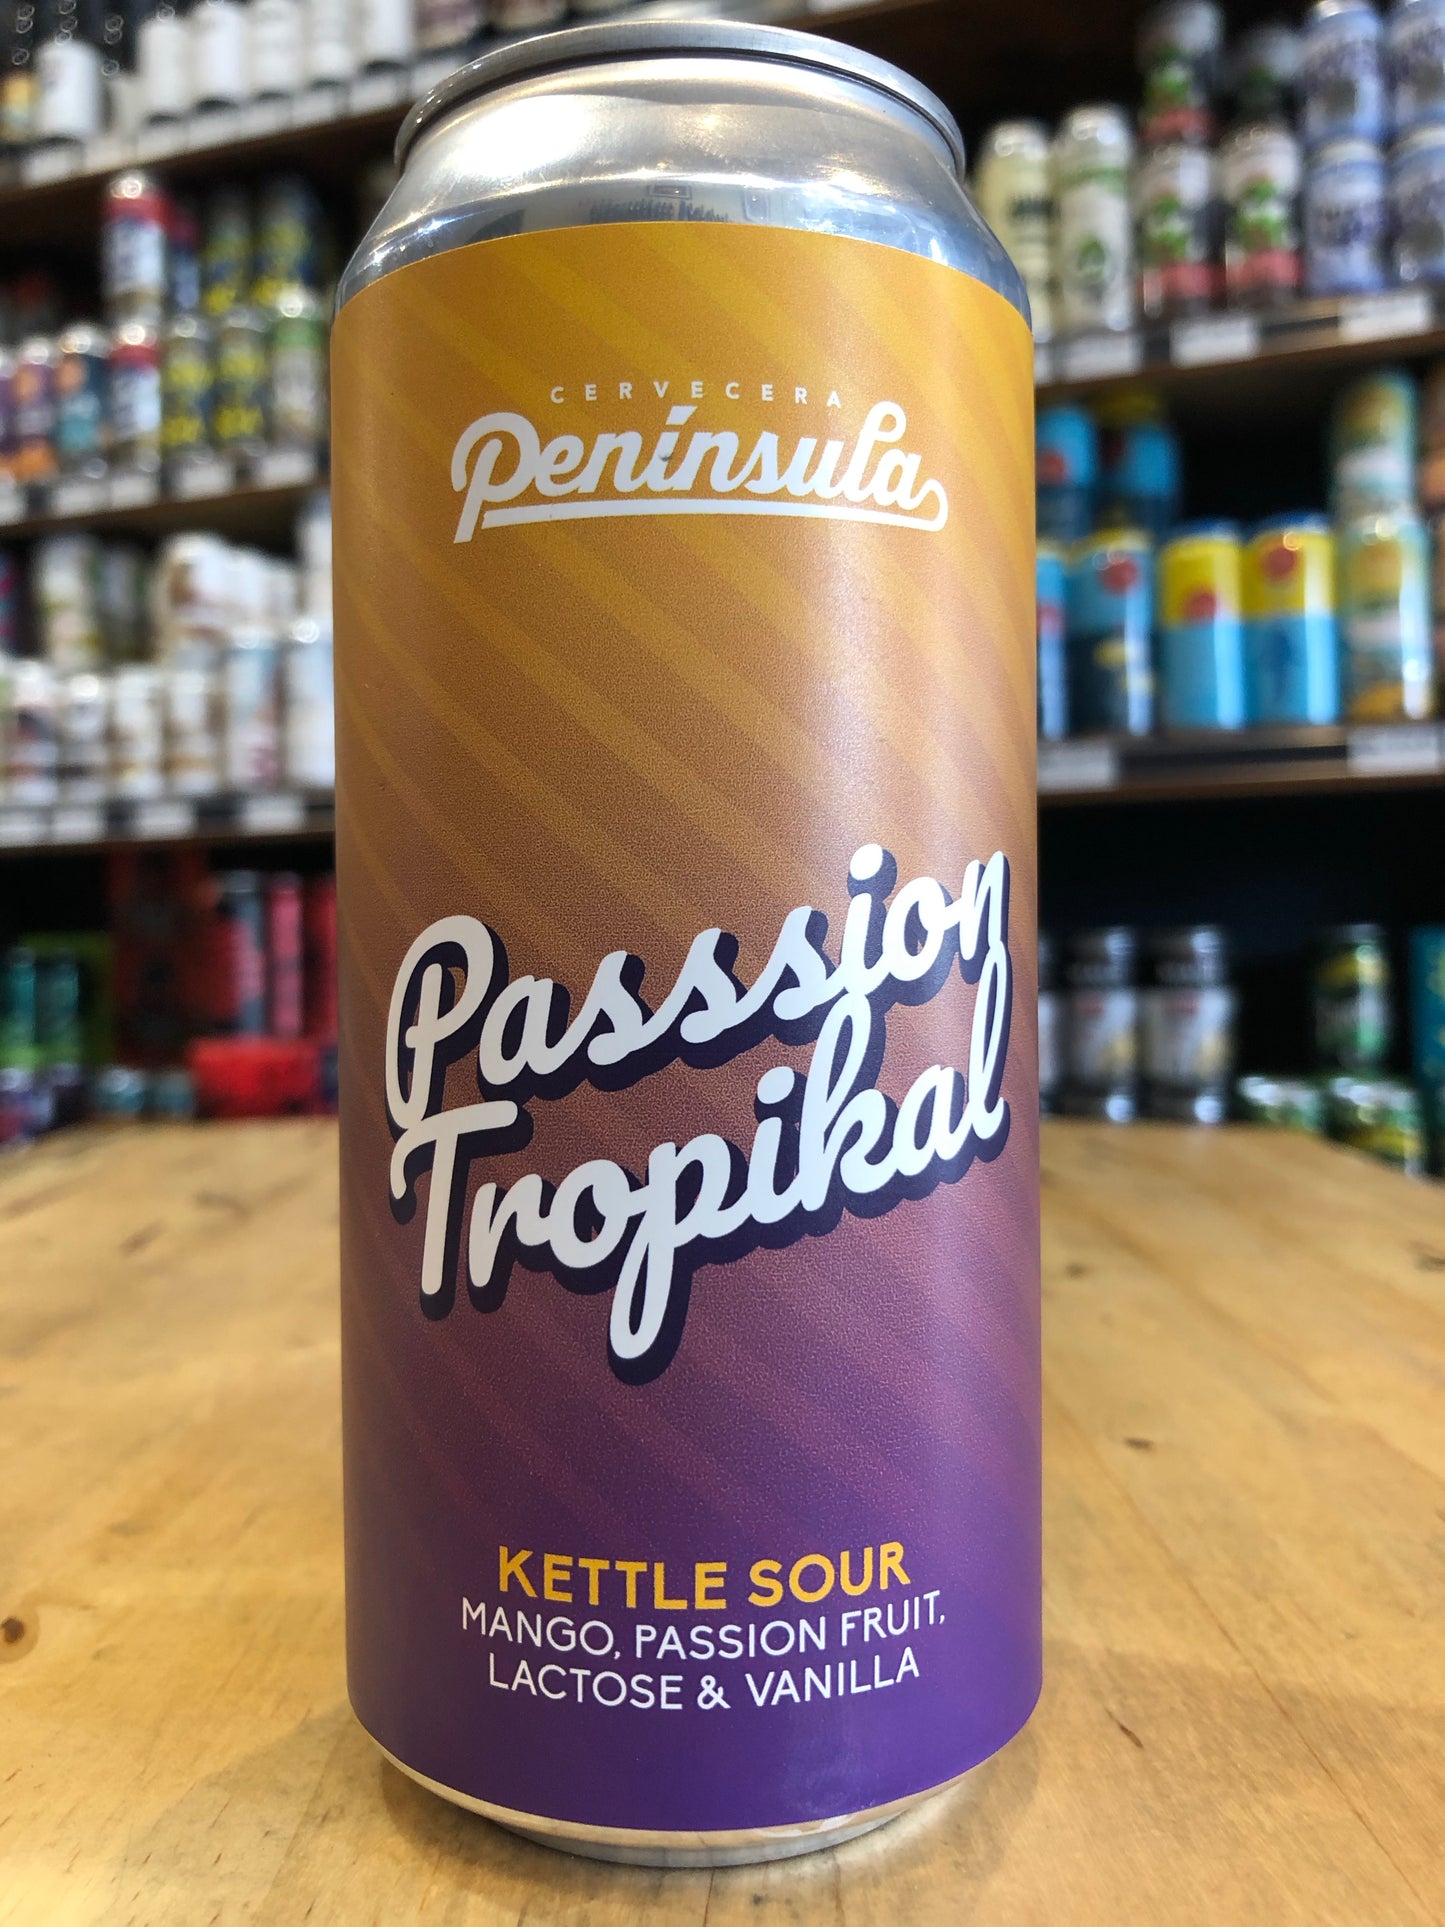 CERVECERA
Península
Passsion
Tropikal
KETTLE SOUR
MANGO, PASSION FRUIT,
LACTOSE & VANILLA